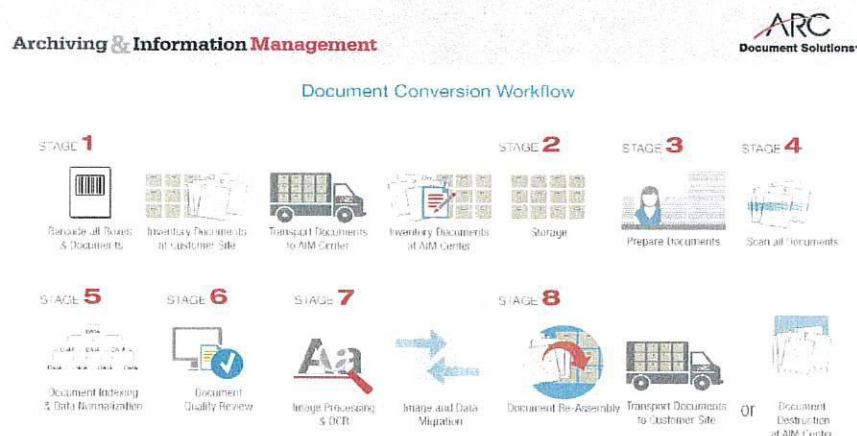 Archiving & Information Management
ARC
Document Solutions
Document Conversion Workflow
STAGE 1
STAGE 2
STAGE 3
STAGE 4
Barcode all Boxes
& Documents
Inventory Documents
at Customer Site
Transport Documents
to AIM Center
Inventory Documents
at AIM Center
Storage
Prepare Documents
Scan all Documents
STAGE 5
STAGE 6
STAGE 7
STAGE 8
DATA
Aa
Document Indexing
& Data Normalization
Document
Quality Review
Image Processing
& OCR
Image and Data
Migration
Document Re-Assembly
Transport Documents
to Customer Site
or
Document
Destruction
at AIM Center